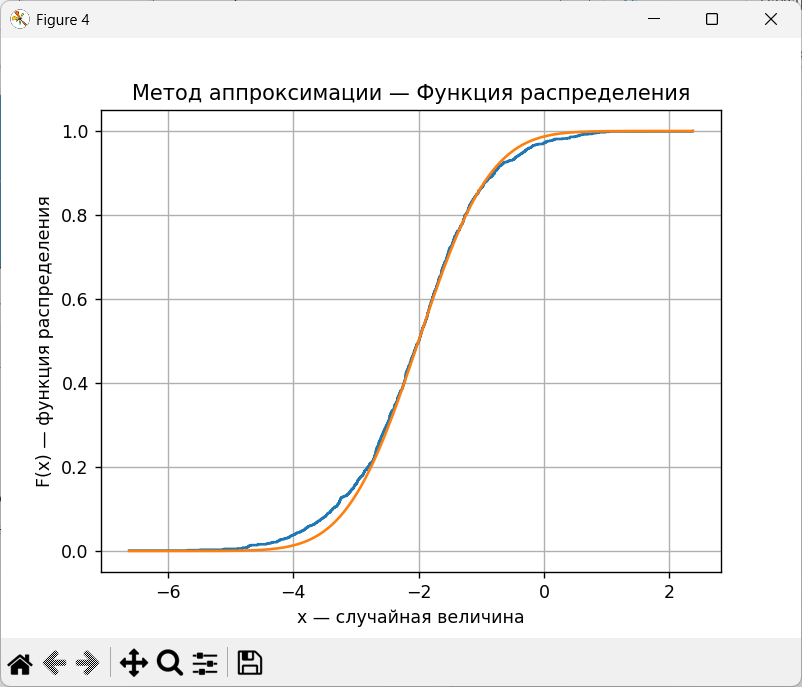 Figure 4
Метод аппроксимации — Функция распределения
1.0
0.8
0.6
0.4
0.2
0.0
F(x) — функция распределения
−6
−4
−2
0
2
x — случайная величина